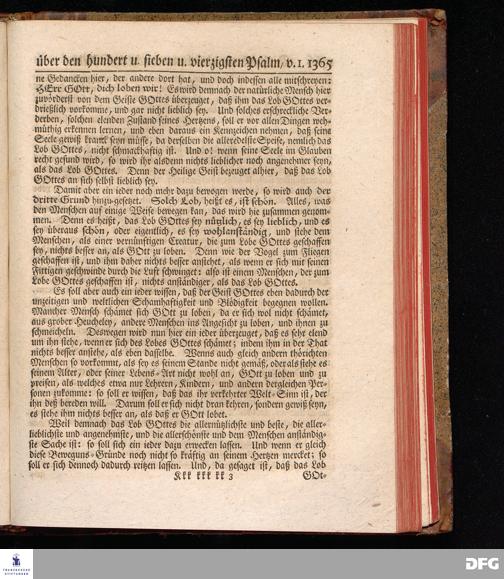 über den hundert u. sieben u. vierzigsten Psalm, v. 1. 1365
ne Gedancken hier, der andere dort hat, und doch indessen alle mitschreyen:
HErr GOtt, dich loben wir! Es wird demnach der natürliche Mensch hier
zuvörderst von dem Geiste GOttes überzeuget, daß ihm das Lob GOttes ver-
drießlich vorkomme, und gar nicht lieblich sey. Und solches erschreckliche Ver-
derben, solchen elenden Zustand seines Hertzens, soll er vor allen Dingen weh-
müthig erkennen lernen, und eben daraus ein Kennzeichen nehmen, daß seine
Seele gewiß kranck seyn müsse, da derselben die alleredelste Speise, nemlich das
Lob GOttes, nicht schmackhaftig ist. Und o! wenn seine Seele im Glauben
recht gesund wird, so wird ihr alsdenn nichts lieblicher noch angenehmer seyn,
als das Lob GOttes. Denn der Heilige Geist bezeuget alhier, daß das Lob
GOttes an sich selbst lieblich sey.
Damit aber ein ieder noch mehr dazu bewogen werde, so wird auch der
dritte Grund hinzu-gesetzet. Solch Lob, heißt es, ist schön. Alles, was
den Menschen auf einige Weise bewegen kan, das wird hie zusammen genom-
men. Denn es heißt, das Lob GOttes sey nützlich, es sey lieblich, und es
sey überaus schön, oder eigentlich, es sey wohlanständig, und stehe dem
Menschen, als einer vernünftigen Creatur, die zum Lobe GOttes geschaffen
sey, nichts besser an, als GOtt zu loben. Denn wie der Vogel zum Fliegen
geschaffen ist, und ihm daher nichts besser anstehet, als wenn er sich mit seinen
Fittigen geschwinde durch die Luft schwinget: also ist einem Menschen, der zum
Lobe GOttes geschaffen ist, nichts anständiger, als das Lob GOttes.
Es soll aber auch ein ieder wissen, daß der Geist GOttes eben dadurch der
unzeitigen und weltlichen Schamhaftigkeit und Blödigkeit begegnen wollen.
Mancher Mensch schämet sich GOtt zu loben, da er sich wol nicht schämet,
aus grober Heucheley, andere Menschen ins Angesicht zu loben, und ihnen zu
schmeicheln. Deswegen wird nun hier ein ieder überzeuget, daß es sehr elend
um ihn stehe, wenn er sich des Lobes GOttes schämet; indem ihm in der That
nichts besser anstehe, als eben dasselbe. Wenns auch gleich andern thörichten
Menschen so vorkommt, als sey es seinem Stande nicht gemäß, oder als stehe es
seinem Alter, oder seiner Lebens-Art nicht wohl an, GOtt zu loben und zu
preisen, als welches etwa nur Lehrern, Kindern, und andern dergleichen Per-
sonen zukomme: so soll er wissen, daß das ihr verkehrter Welt-Sinn ist, der
ihn deß bereden will. Darum soll er sich nicht dran kehren, sondern gewiß seyn,
es stehe ihm nichts besser an, als daß er GOtt lobet.
Weil demnach das Lob GOttes die allernützlichste und beste, die aller-
lieblichste und angenehmste, und die allerschönste und dem Menschen anständig-
ste Sache ist: so soll sich ein ieder dazu erwecken lassen. Und wenn er gleich
diese Bewegungs-Gründe noch nicht so kräftig an seinem Hertzen mercket; so
soll er sich dennoch dadurch reitzen lassen. Und, da gesaget ist, daß das Lob
Kkk kkk kk 3 GOt-
FRANCKESCHE
STIFTUNGEN
DFG